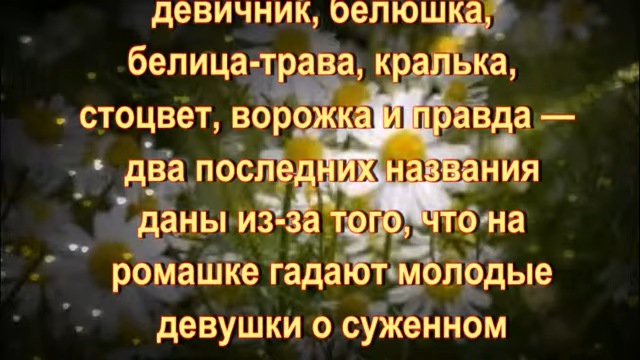 девичник, белюшка,
белица-трава, кралька,
стоцвет, ворожка и правда —
два последних названия
даны из-за того, что на
ромашке гадают молодые
девушки о суженном